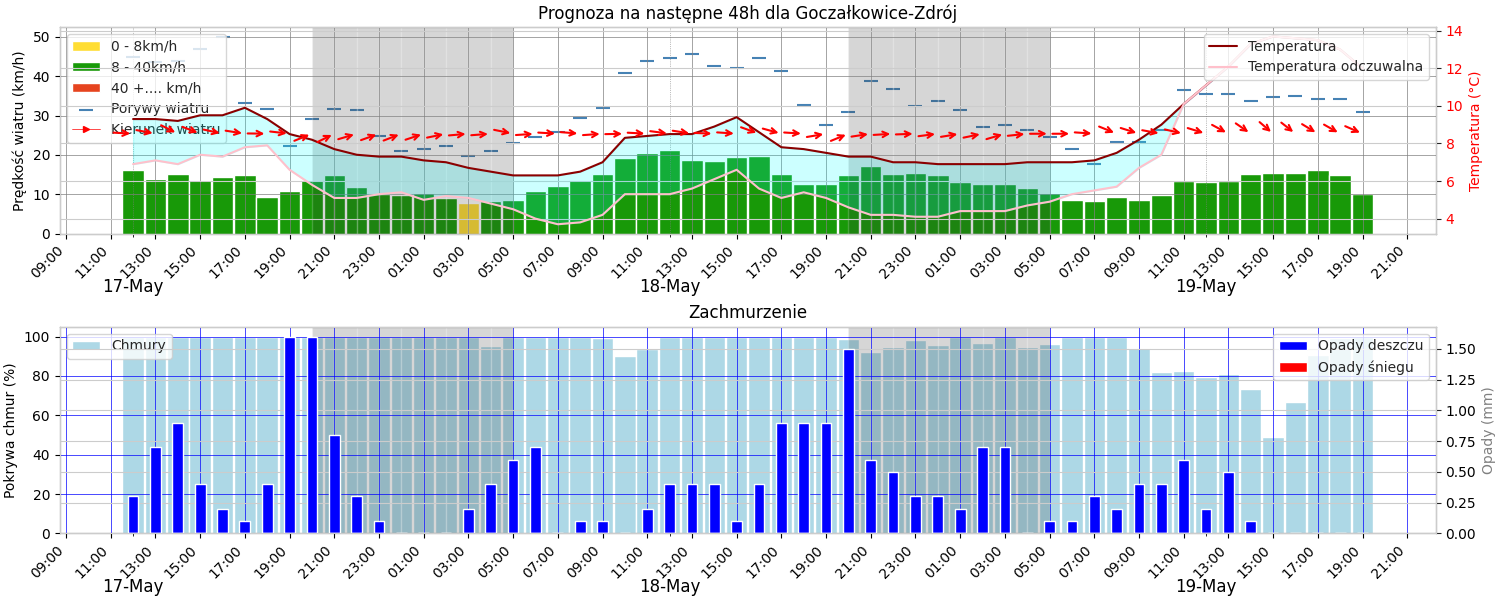 Prognoza na następne 48h dla Goczałkowice-Zdrój
Prędkość wiatru (km/h)
50
40
30
20
10
0
0 - 8km/h
8 - 40km/h
40 +.... km/h
Porywy wiatru
Kierunek wiatru
Temperatura
Temperatura odczuwalna
14
12
10
8
6
4
Temperatura (°C)
09:00 11:00 13:00 15:00 17:00 19:00 21:00 23:00 01:00 03:00 05:00 07:00 09:00 11:00 13:00 15:00 17:00 19:00 21:00 23:00 01:00 03:00 05:00 07:00 09:00 11:00 13:00 15:00 17:00 19:00 21:00
17-May 18-May 19-May
Zachmurzenie
Pokrywa chmur (%)
100
80
60
40
20
0
Chmury
Opady deszczu
Opady śniegu
1.50
1.25
1.00
0.75
0.50
0.25
0.00
Opady (mm)
09:00 11:00 13:00 15:00 17:00 19:00 21:00 23:00 01:00 03:00 05:00 07:00 09:00 11:00 13:00 15:00 17:00 19:00 21:00 23:00 01:00 03:00 05:00 07:00 09:00 11:00 13:00 15:00 17:00 19:00 21:00
17-May 18-May 19-May